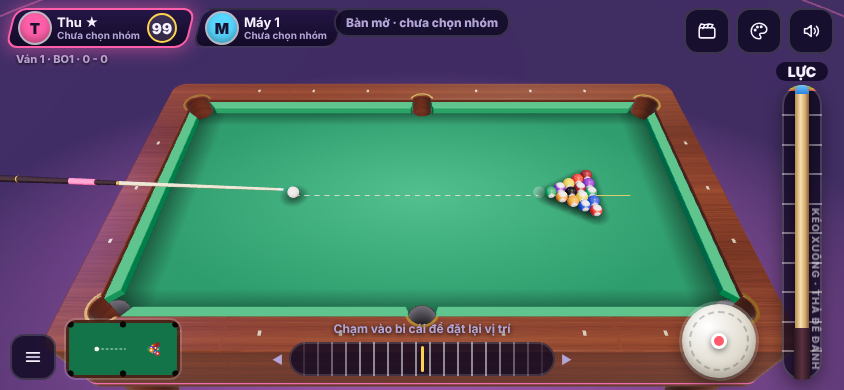 T Thu ★ 99
Chưa chọn nhóm
M Máy 1
Chưa chọn nhóm
Bàn mở · chưa chọn nhóm
Ván 1 · BO1 · 0 - 0
LỰC
KÉO XUỐNG · THẢ ĐỂ ĐÁNH
Chạm vào bi cái để đặt lại vị trí